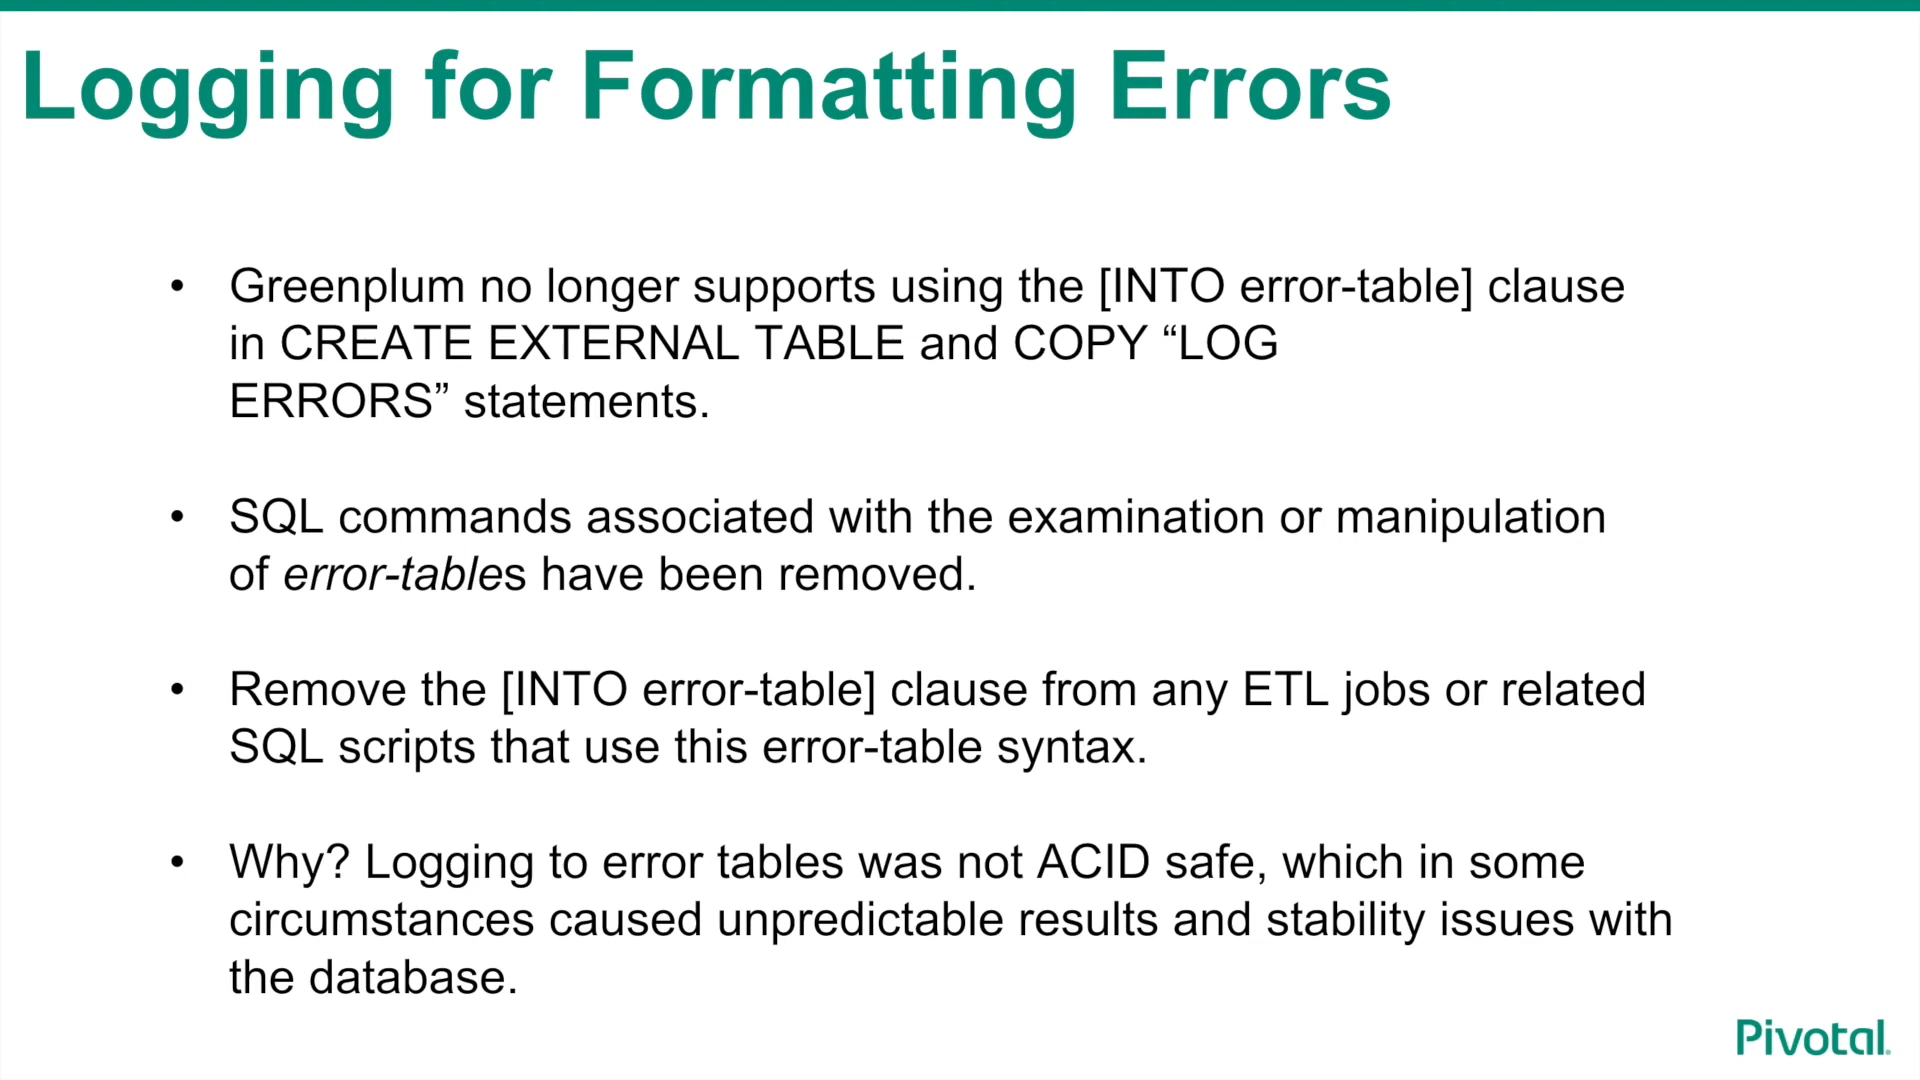 Logging for Formatting Errors
• Greenplum no longer supports using the [INTO error-table] clause
in CREATE EXTERNAL TABLE and COPY “LOG
ERRORS” statements.
• SQL commands associated with the examination or manipulation
of error-tables have been removed.
• Remove the [INTO error-table] clause from any ETL jobs or related
SQL scripts that use this error-table syntax.
• Why? Logging to error tables was not ACID safe, which in some
circumstances caused unpredictable results and stability issues with
the database.
Pivotal